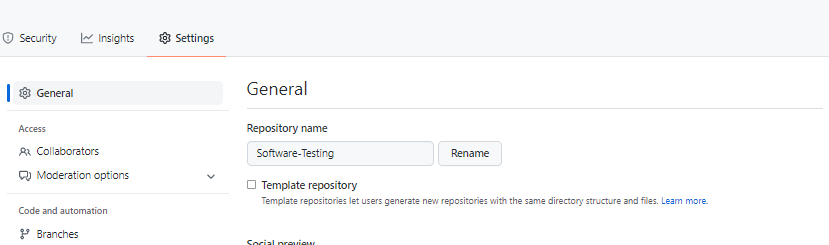 Security Insights Settings
General
Access
Collaborators
Moderation options
Code and automation
Branches
General
Repository name
Software-Testing Rename
Template repository
Template repositories let users generate new repositories with the same directory structure and files. Learn more.
Social preview